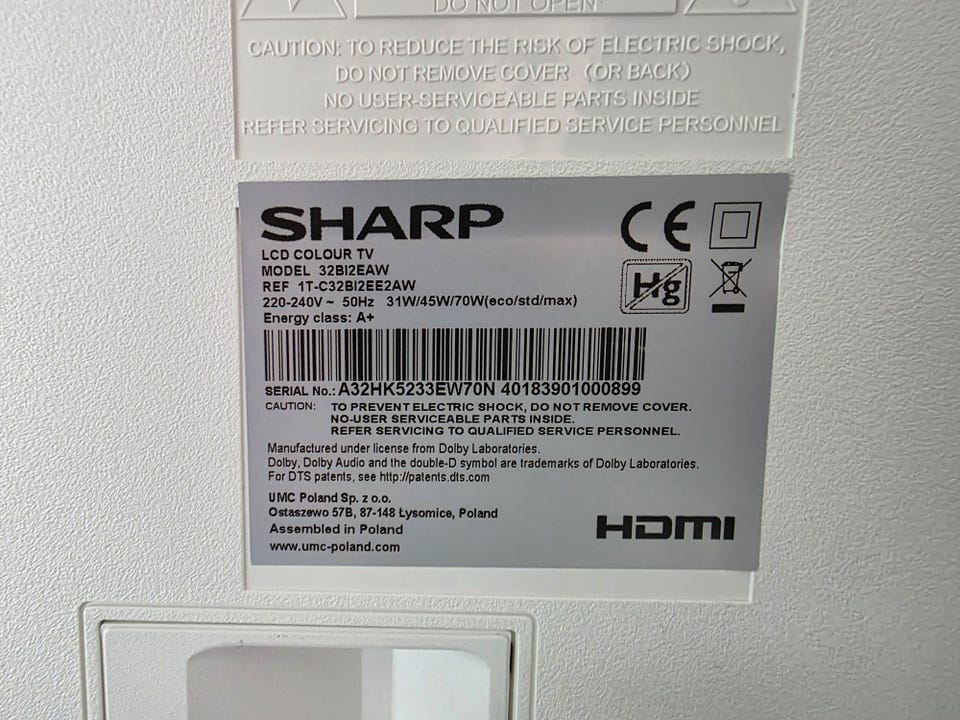 DO NOT OPEN
CAUTION: TO REDUCE THE RISK OF ELECTRIC SHOCK,
DO NOT REMOVE COVER (OR BACK)
NO USER-SERVICEABLE PARTS INSIDE
REFER SERVICING TO QUALIFIED SERVICE PERSONNEL
SHARP
LCD COLOUR TV
MODEL 32BI2EAW
REF 1T-C32BI2EE2AW
220-240V ~ 50Hz 31W/45W/70W(eco/std/max)
Energy class: A+
CE
Hg
SERIAL No.: A32HK5233EW70N 40183901000899
CAUTION: TO PREVENT ELECTRIC SHOCK, DO NOT REMOVE COVER.
NO-USER SERVICEABLE PARTS INSIDE.
REFER SERVICING TO QUALIFIED SERVICE PERSONNEL.
Manufactured under license from Dolby Laboratories.
Dolby, Dolby Audio and the double-D symbol are trademarks of Dolby Laboratories.
For DTS patents, see http://patents.dts.com
UMC Poland Sp. z o.o.
Ostaszewo 57B, 87-148 Łysomice, Poland
Assembled in Poland
www.umc-poland.com
HDMI